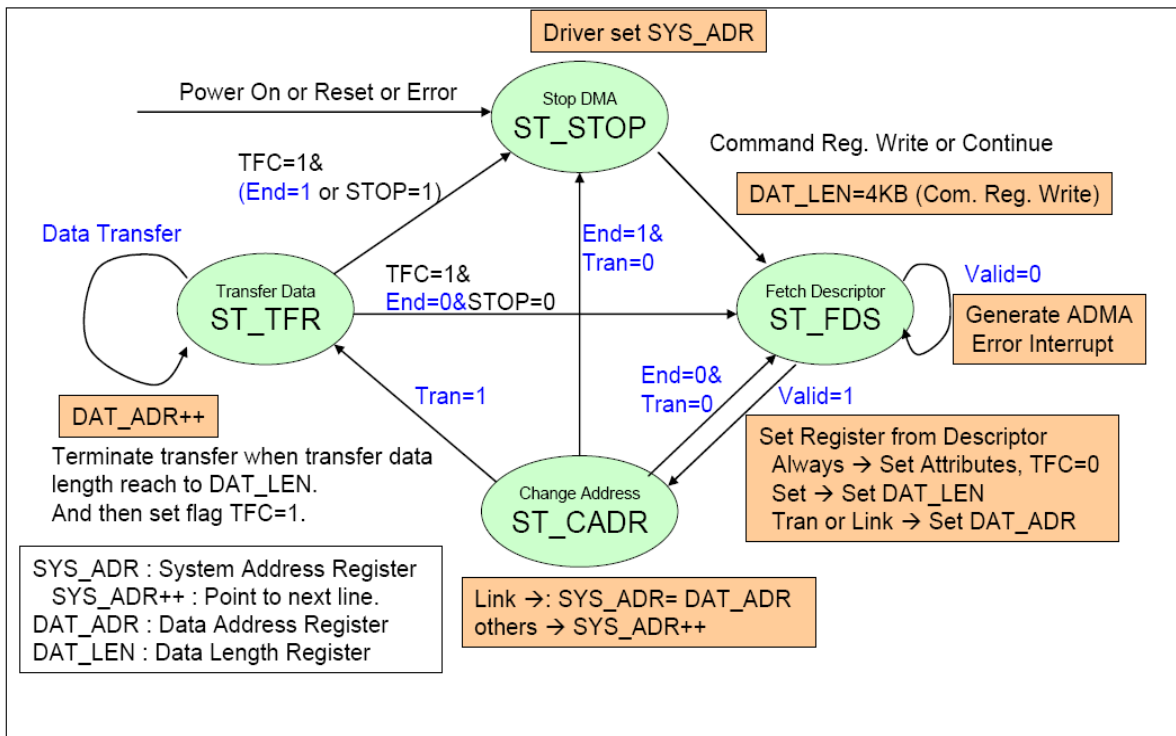 Driver set SYS_ADR
Power On or Reset or Error
Stop DMA
ST_STOP
Command Reg. Write or Continue
TFC=1&
(End=1 or STOP=1)
DAT_LEN=4KB (Com. Reg. Write)
Data Transfer
End=1&
Tran=0
TFC=1&
End=0&STOP=0
Valid=0
Transfer Data
ST_TFR
Fetch Descriptor
ST_FDS
Generate ADMA
Error Interrupt
Tran=1
End=0&
Tran=0
Valid=1
DAT_ADR++
Terminate transfer when transfer data
length reach to DAT_LEN.
And then set flag TFC=1.
Set Register from Descriptor
Always → Set Attributes, TFC=0
Set → Set DAT_LEN
Tran or Link → Set DAT_ADR
Change Address
ST_CADR
SYS_ADR : System Address Register
SYS_ADR++ : Point to next line.
DAT_ADR : Data Address Register
DAT_LEN : Data Length Register
Link →: SYS_ADR= DAT_ADR
others → SYS_ADR++